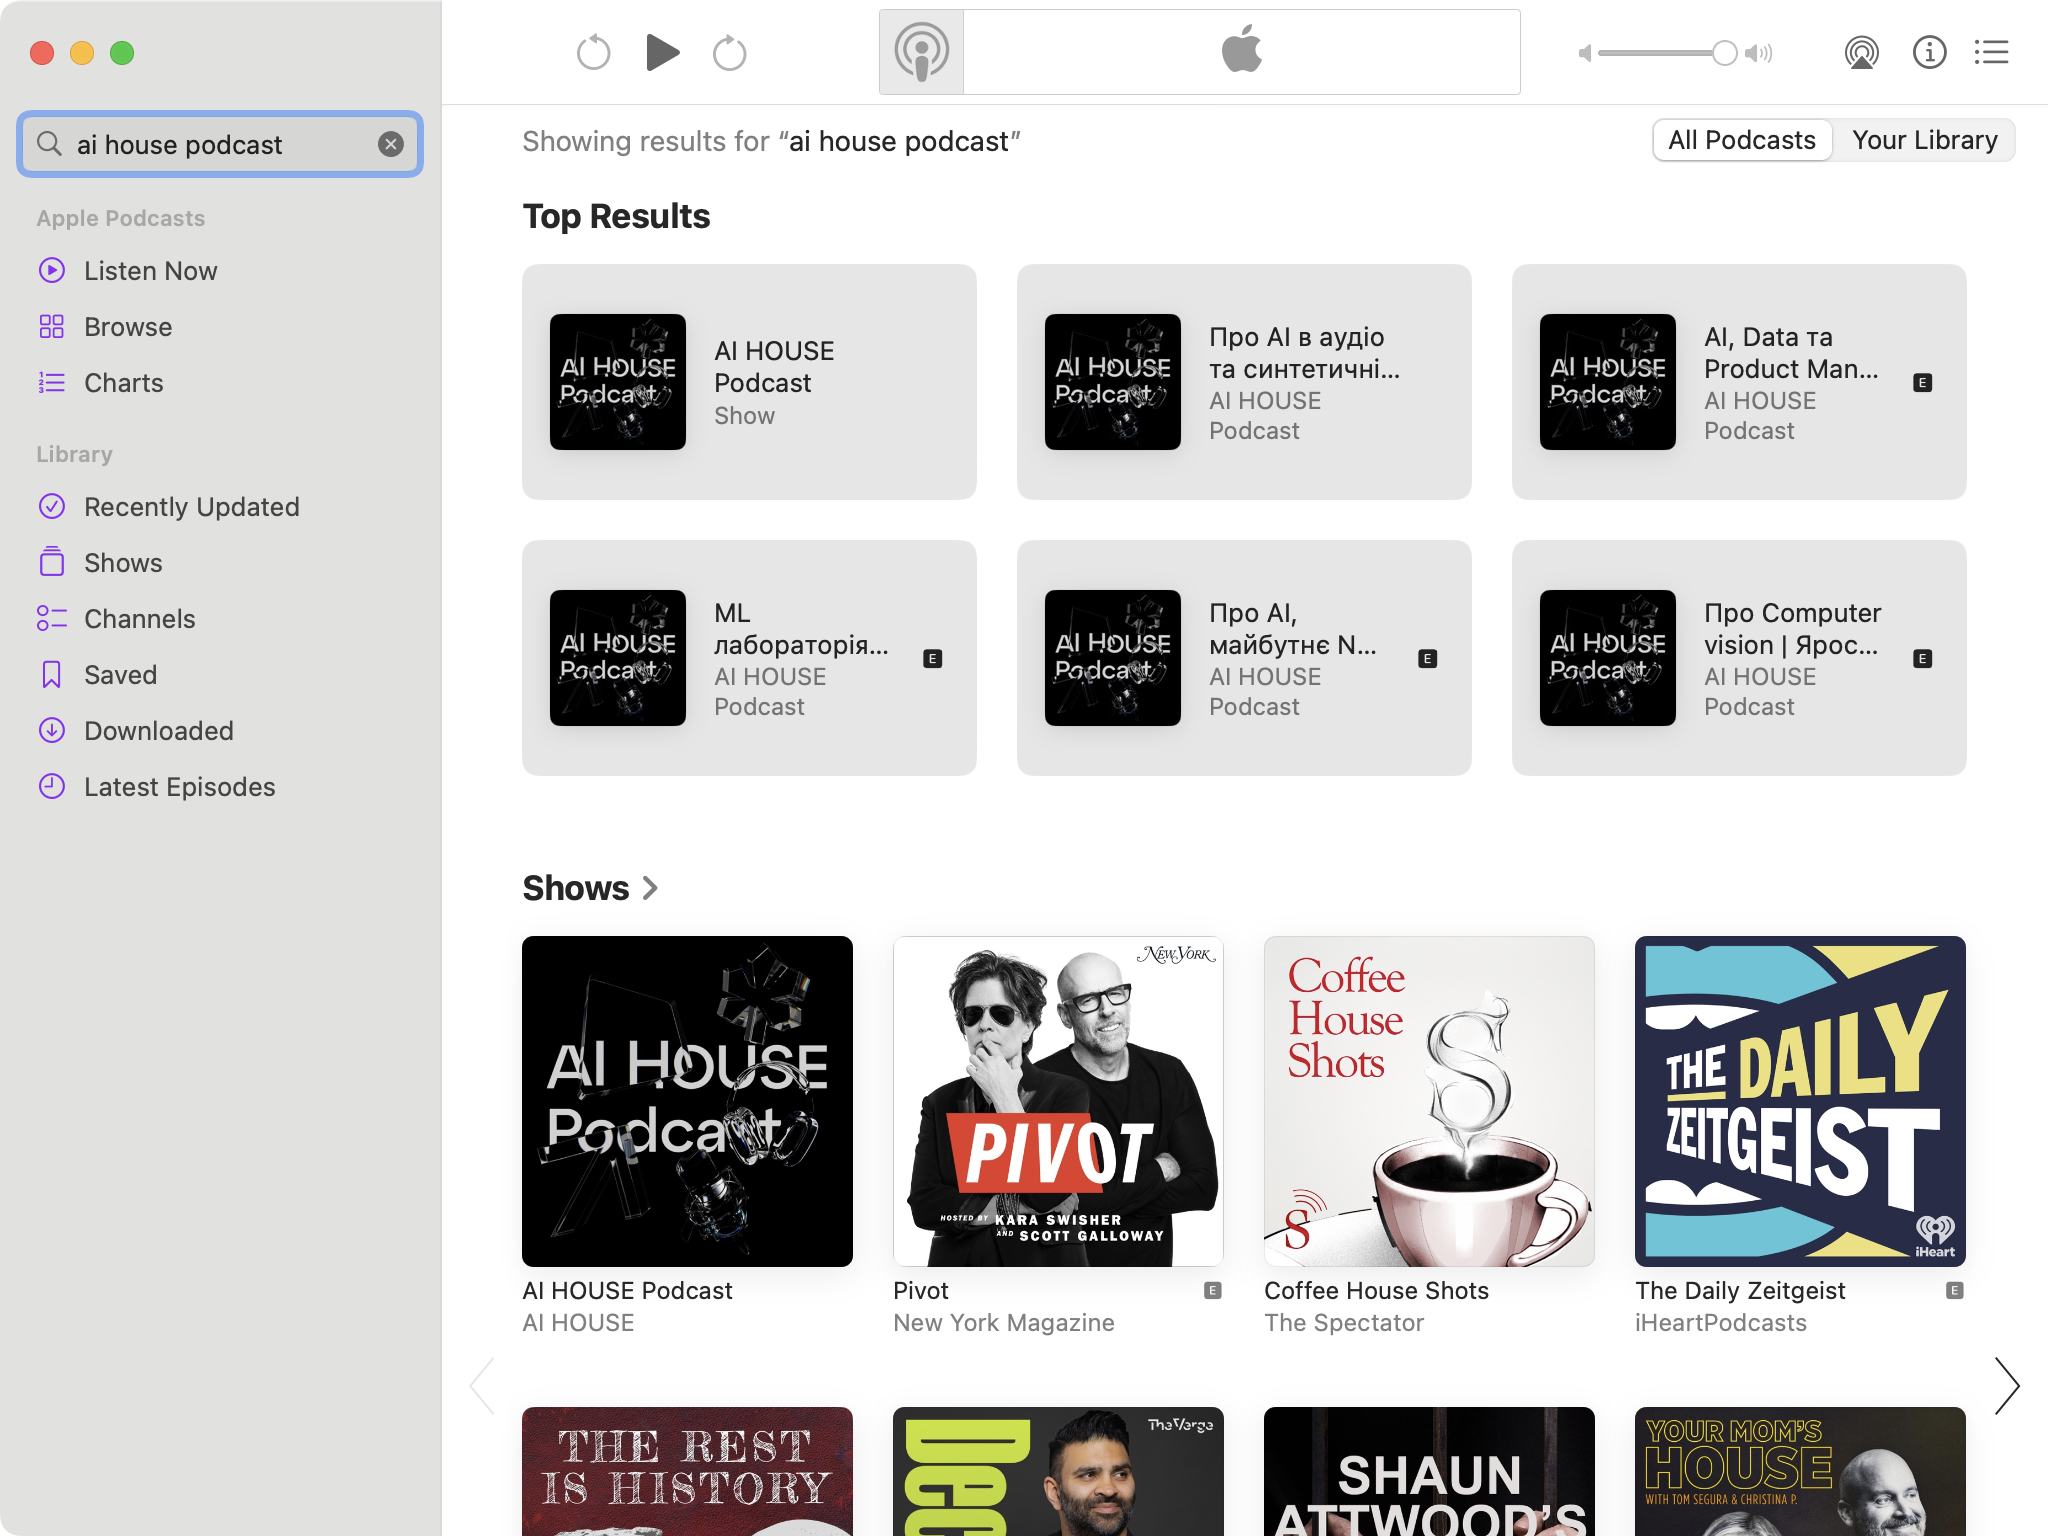 ai house podcast
Apple Podcasts
Listen Now
Browse
Charts
Library
Recently Updated
Shows
Channels
Saved
Downloaded
Latest Episodes
Showing results for “ai house podcast”
All Podcasts
Your Library
Top Results
AI HOUSE
Podcast
AI HOUSE
Podcast
Show
AI HOUSE
Podcast
Про AI в аудіо
та синтетичні...
AI HOUSE
Podcast
AI HOUSE
Podcast
AI, Data та
Product Man...
AI HOUSE
Podcast
E
AI HOUSE
Podcast
ML
лабораторія...
AI HOUSE
Podcast
E
AI HOUSE
Podcast
Про AI,
майбутнє N...
AI HOUSE
Podcast
E
AI HOUSE
Podcast
Про Computer
vision | Ярос...
AI HOUSE
Podcast
E
Shows
AI HOUSE
Podcast
AI HOUSE Podcast
AI HOUSE
NEW YORK
PIVOT
HOSTED BY KARA SWISHER
AND SCOTT GALLOWAY
Pivot
E
New York Magazine
Coffee
House
Shots
S
S
Coffee House Shots
The Spectator
THE DAILY
ZEITGEIST
iHeart
The Daily Zeitgeist
E
iHeartPodcasts
THE REST
IS HISTORY
TheVerge
Dec
SHAUN
ATTWOOD'S
YOUR MOM'S
HOUSE
WITH TOM SEGURA & CHRISTINA P.